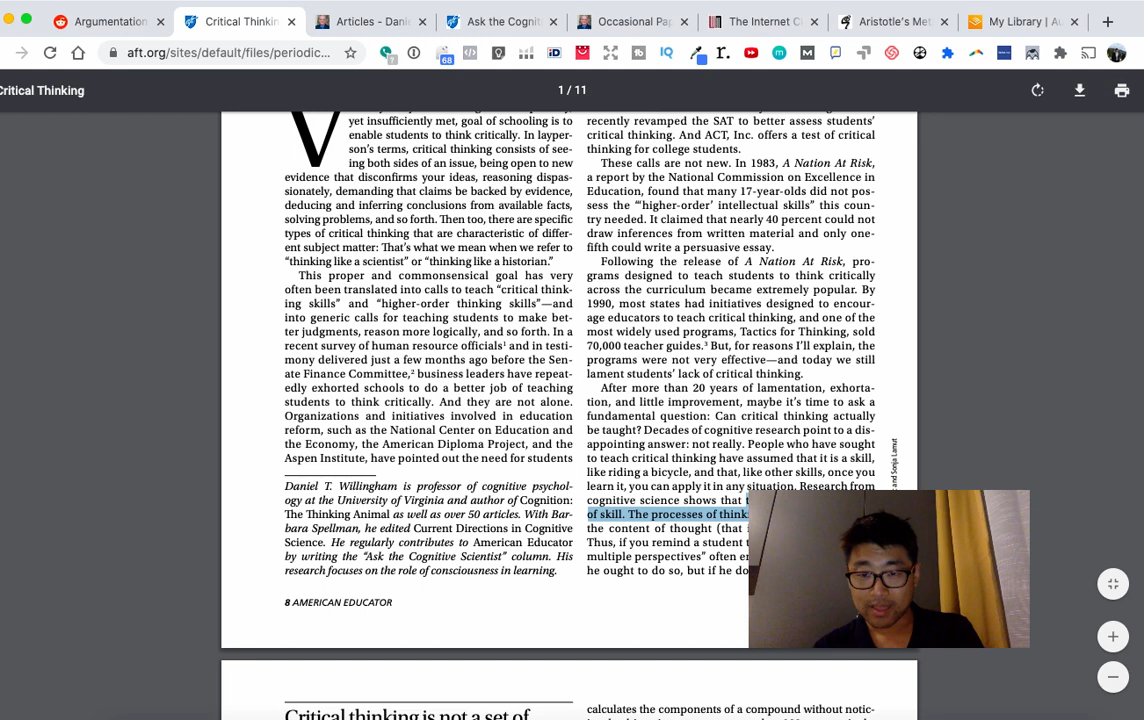 Argumentation
Critical Thinkin
Articles - Danie
Ask the Cogniti
Occasional Pap
The Internet Cl
Aristotle's Met
My Library | Au
aft.org/sites/default/files/periodic...
68
iD
IQ
r.
M
Critical Thinking
1 / 11
V
yet insufficiently met, goal of schooling is to
enable students to think critically. In layper-
son's terms, critical thinking consists of see-
ing both sides of an issue, being open to new
evidence that disconfirms your ideas, reasoning dispas-
sionately, demanding that claims be backed by evidence,
deducing and inferring conclusions from available facts,
solving problems, and so forth. Then too, there are specific
types of critical thinking that are characteristic of differ-
ent subject matter: That's what we mean when we refer to
“thinking like a scientist” or “thinking like a historian.”
This proper and commonsensical goal has very
often been translated into calls to teach “critical think-
ing skills” and “higher-order thinking skills”—and
into generic calls for teaching students to make bet-
ter judgments, reason more logically, and so forth. In a
recent survey of human resource officials¹ and in testi-
mony delivered just a few months ago before the Sen-
ate Finance Committee,² business leaders have repeat-
edly exhorted schools to do a better job of teaching
students to think critically. And they are not alone.
Organizations and initiatives involved in education
reform, such as the National Center on Education and
the Economy, the American Diploma Project, and the
Aspen Institute, have pointed out the need for students
Daniel T. Willingham is professor of cognitive psychol-
ogy at the University of Virginia and author of Cognition:
The Thinking Animal as well as over 50 articles. With Bar-
bara Spellman, he edited Current Directions in Cognitive
Science. He regularly contributes to American Educator
by writing the “Ask the Cognitive Scientist” column. His
research focuses on the role of consciousness in learning.
8 AMERICAN EDUCATOR
recently revamped the SAT to better assess students'
critical thinking. And ACT, Inc. offers a test of critical
thinking for college students.
These calls are not new. In 1983, A Nation At Risk,
a report by the National Commission on Excellence in
Education, found that many 17-year-olds did not pos-
sess the “‘higher-order’ intellectual skills” this coun-
try needed. It claimed that nearly 40 percent could not
draw inferences from written material and only one-
fifth could write a persuasive essay.
Following the release of A Nation At Risk, pro-
grams designed to teach students to think critically
across the curriculum became extremely popular. By
1990, most states had initiatives designed to encour-
age educators to teach critical thinking, and one of the
most widely used programs, Tactics for Thinking, sold
70,000 teacher guides.³ But, for reasons I'll explain, the
programs were not very effective—and today we still
lament students' lack of critical thinking.
After more than 20 years of lamentation, exhorta-
tion, and little improvement, maybe it's time to ask a
fundamental question: Can critical thinking actually
be taught? Decades of cognitive research point to a dis-
appointing answer: not really. People who have sought
to teach critical thinking have assumed that it is a skill,
like riding a bicycle, and that, like other skills, once you
learn it, you can apply it in any situation. Research from
cognitive science shows that
of skill. The processes of think
the content of thought (that i
Thus, if you remind a student
multiple perspectives” often e
he ought to do so, but if he do
and Sonja Lamut
Critical thinking is not a set of
calculates the components of a compound without notic-